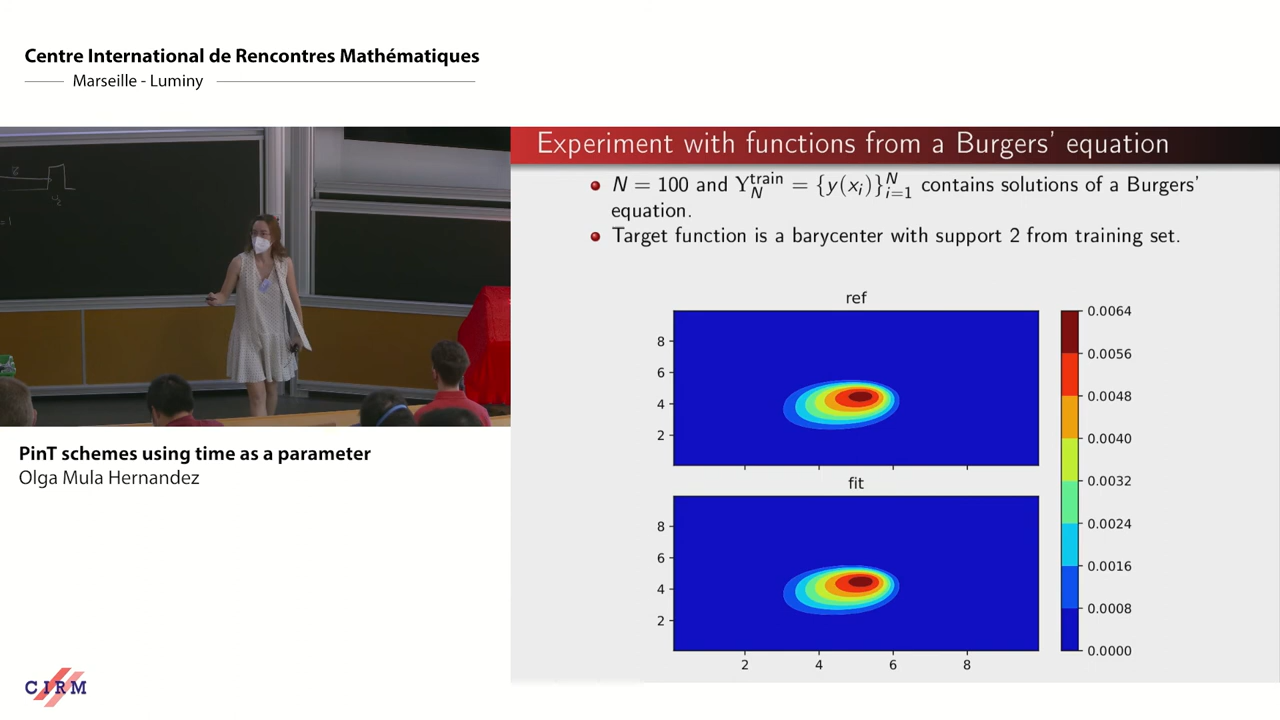 Centre International de Rencontres Mathématiques
Marseille - Luminy
PinT schemes using time as a parameter
Olga Mula Hernandez
CIRM
Experiment with functions from a Burgers' equation
N = 100 and Υ_N^train = {y(x_i)}_{i=1}^N contains solutions of a Burgers'
equation.
Target function is a barycenter with support 2 from training set.
ref
8
6
4
2
fit
8
6
4
2
2 4 6 8
0.0064
0.0056
0.0048
0.0040
0.0032
0.0024
0.0016
0.0008
0.0000